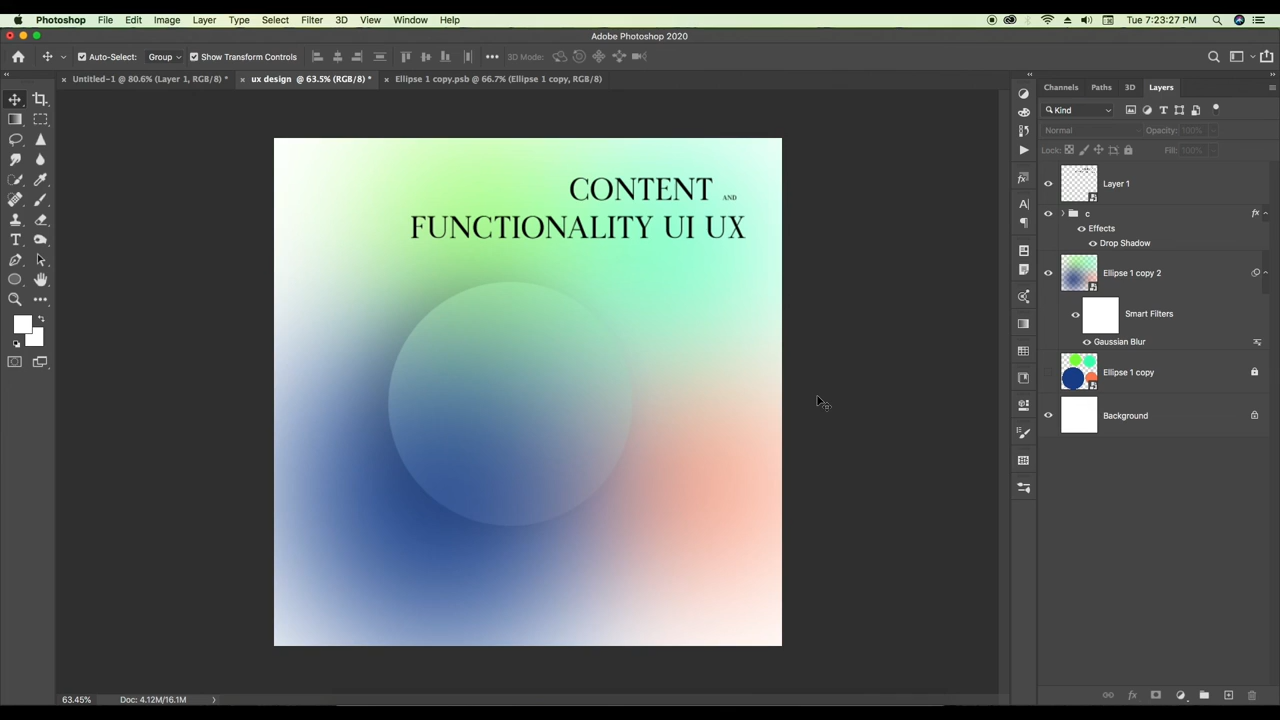 Photoshop File Edit Image Layer Type Select Filter 3D View Window Help Tue 7:23:27 PM
Adobe Photoshop 2020
Auto-Select: Group Show Transform Controls 3D Mode:
Untitled-1 @ 80.6% (Layer 1, RGB/8) * ux design @ 63.5% (RGB/8) * Ellipse 1 copy.psb @ 66.7% (Ellipse 1 copy, RGB/8)
Channels Paths 3D Layers
Kind
Normal Opacity: 100%
Lock: Fill: 100%
Layer 1
c fx
Effects
Drop Shadow
Ellipse 1 copy 2
Smart Filters
Gaussian Blur
Ellipse 1 copy
Background
CONTENT AND
FUNCTIONALITY UI UX
63.45% Doc: 4.12M/16.1M